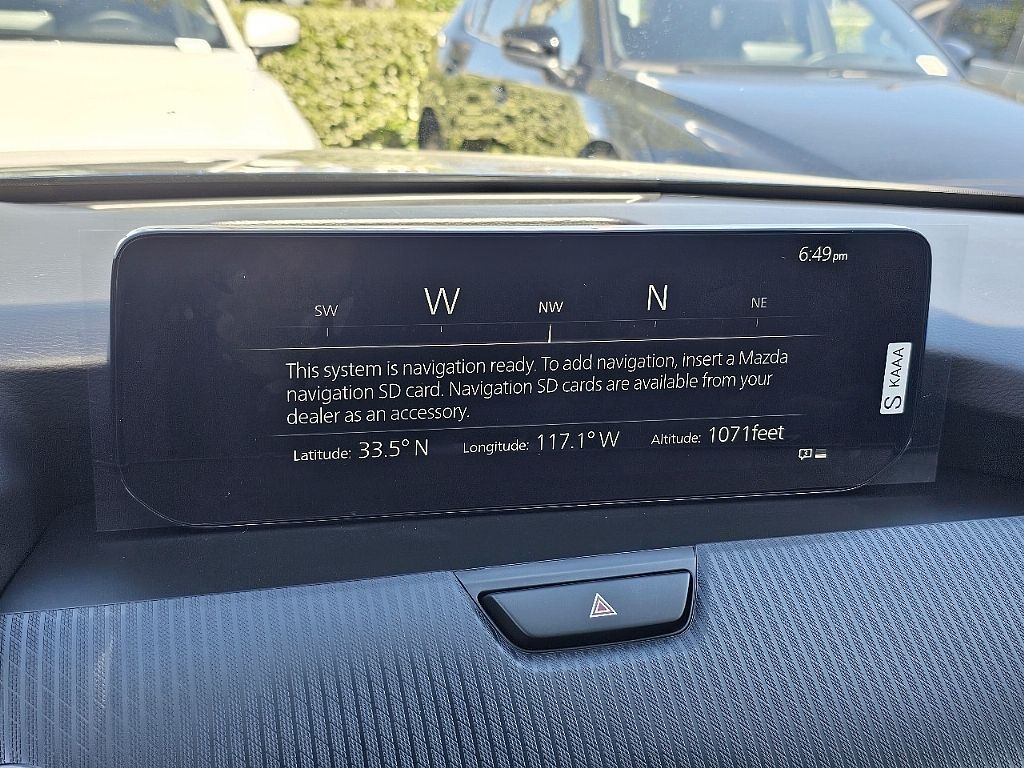 6:49pm
SW W NW N NE
This system is navigation ready. To add navigation, insert a Mazda
navigation SD card. Navigation SD cards are available from your
dealer as an accessory.
Latitude: 33.5° N Longitude: 117.1° W Altitude: 1071feet
S KAAA